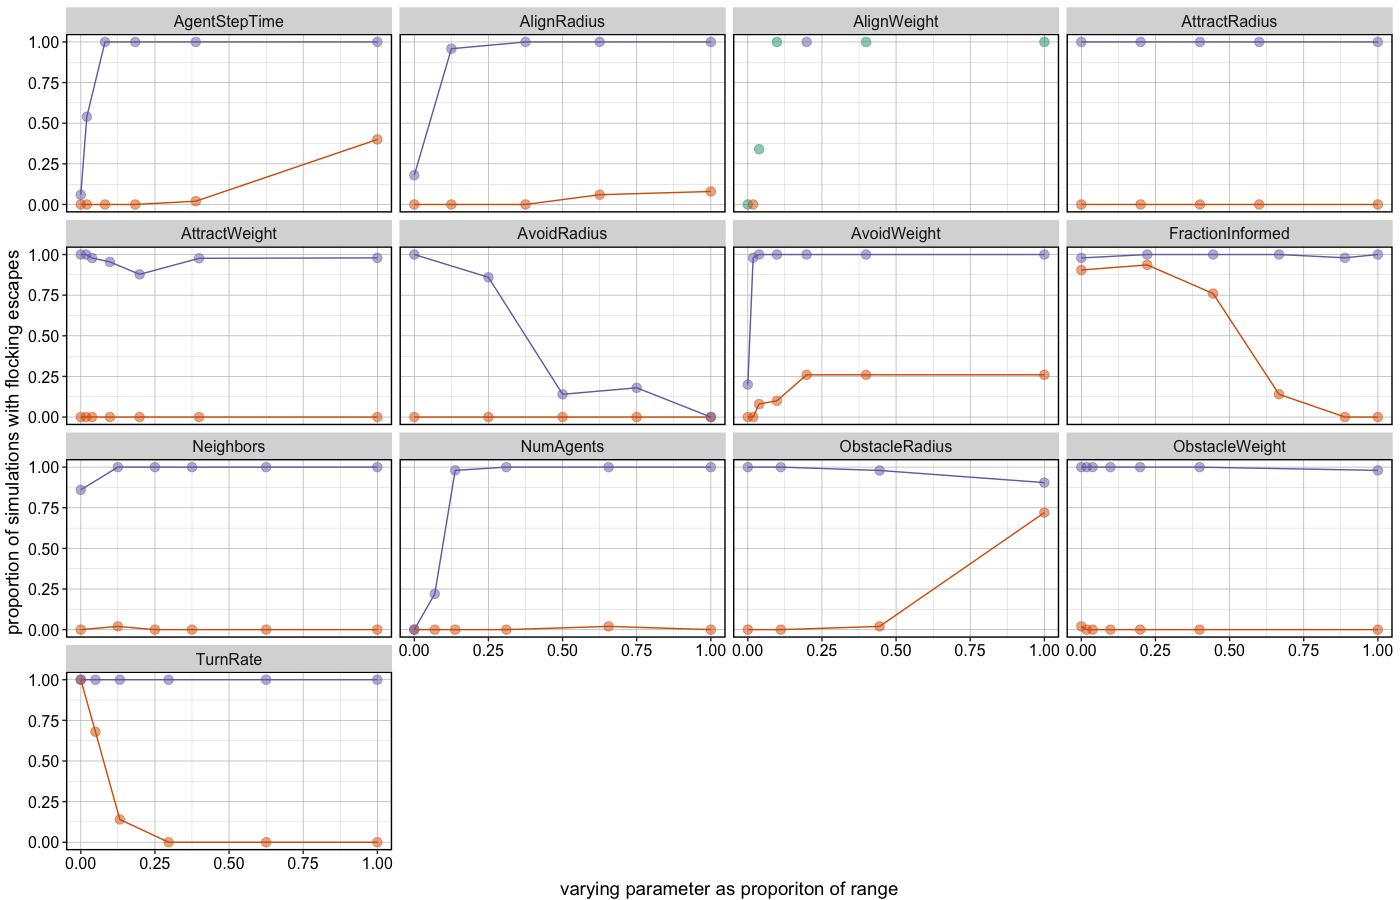 AgentStepTime
AlignRadius
AlignWeight
AttractRadius
1.00
0.75
0.50
0.25
0.00
AttractWeight
AvoidRadius
AvoidWeight
FractionInformed
1.00
0.75
0.50
0.25
0.00
proportion of simulations with flocking escapes
Neighbors
NumAgents
ObstacleRadius
ObstacleWeight
1.00
0.75
0.50
0.25
0.00
0.00 0.25 0.50 0.75 1.00
0.00 0.25 0.50 0.75 1.00
0.00 0.25 0.50 0.75 1.00
TurnRate
1.00
0.75
0.50
0.25
0.00
0.00 0.25 0.50 0.75 1.00
varying parameter as proporiton of range